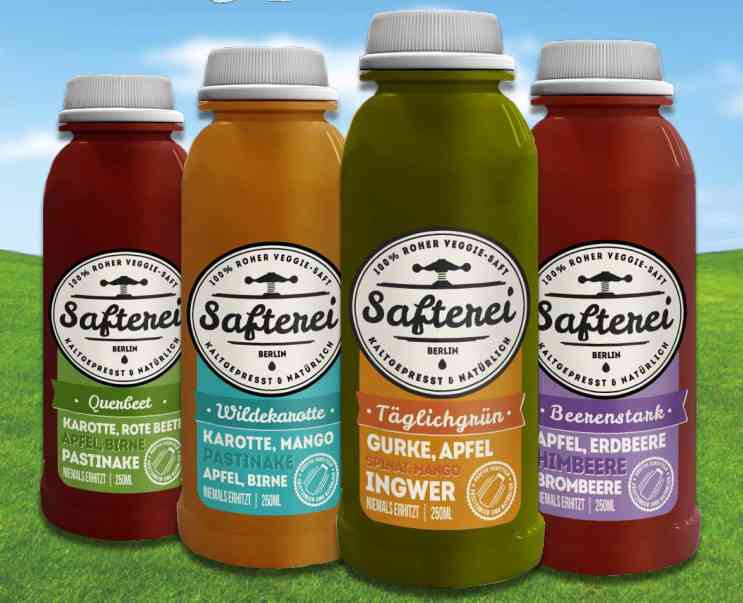 100% ROHER VEGGIE-SAFT
Safterei
BERLIN
KALTGEPRESST & NATÜRLICH
Querbeet
KAROTTE, ROTE BEETE
APFEL, BIRNE
PASTINAKE
NIEMALS ERHITZT | 250ML
100% ROHER VEGGIE-SAFT
Safterei
BERLIN
KALTGEPRESST & NATÜRLICH
· Wildekarotte ·
KAROTTE, MANGO
PASTINAKE
APFEL, BIRNE
NIEMALS ERHITZT | 250ML
100% ROHER VEGGIE-SAFT
Safterei
BERLIN
KALTGEPRESST & NATÜRLICH
· Täglichgrün ·
GURKE, APFEL
SPINAT, MANGO
INGWER
NIEMALS ERHITZT | 250ML
100% ROHER VEGGIE-SAFT
Safterei
BERLIN
KALTGEPRESST & NATÜRLICH
· Beerenstark ·
APFEL, ERDBEERE
HIMBEERE
BROMBEERE
NIEMALS ERHITZT | 250ML